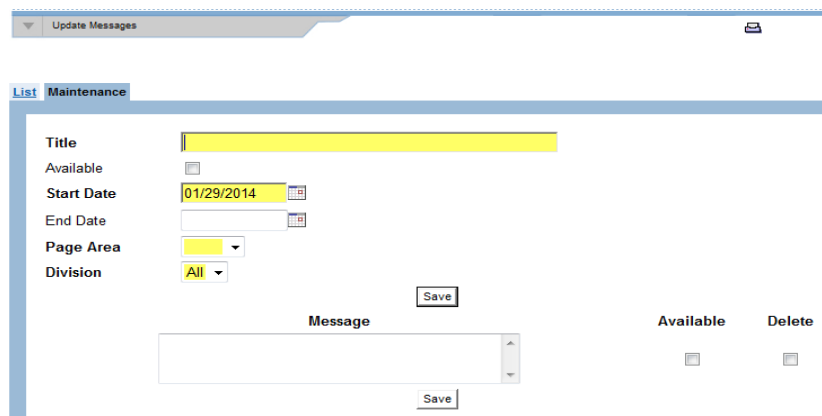 Update Messages
List Maintenance
Title
Available
Start Date 01/29/2014
End Date
Page Area
Division All
Save
Message Available Delete
Save